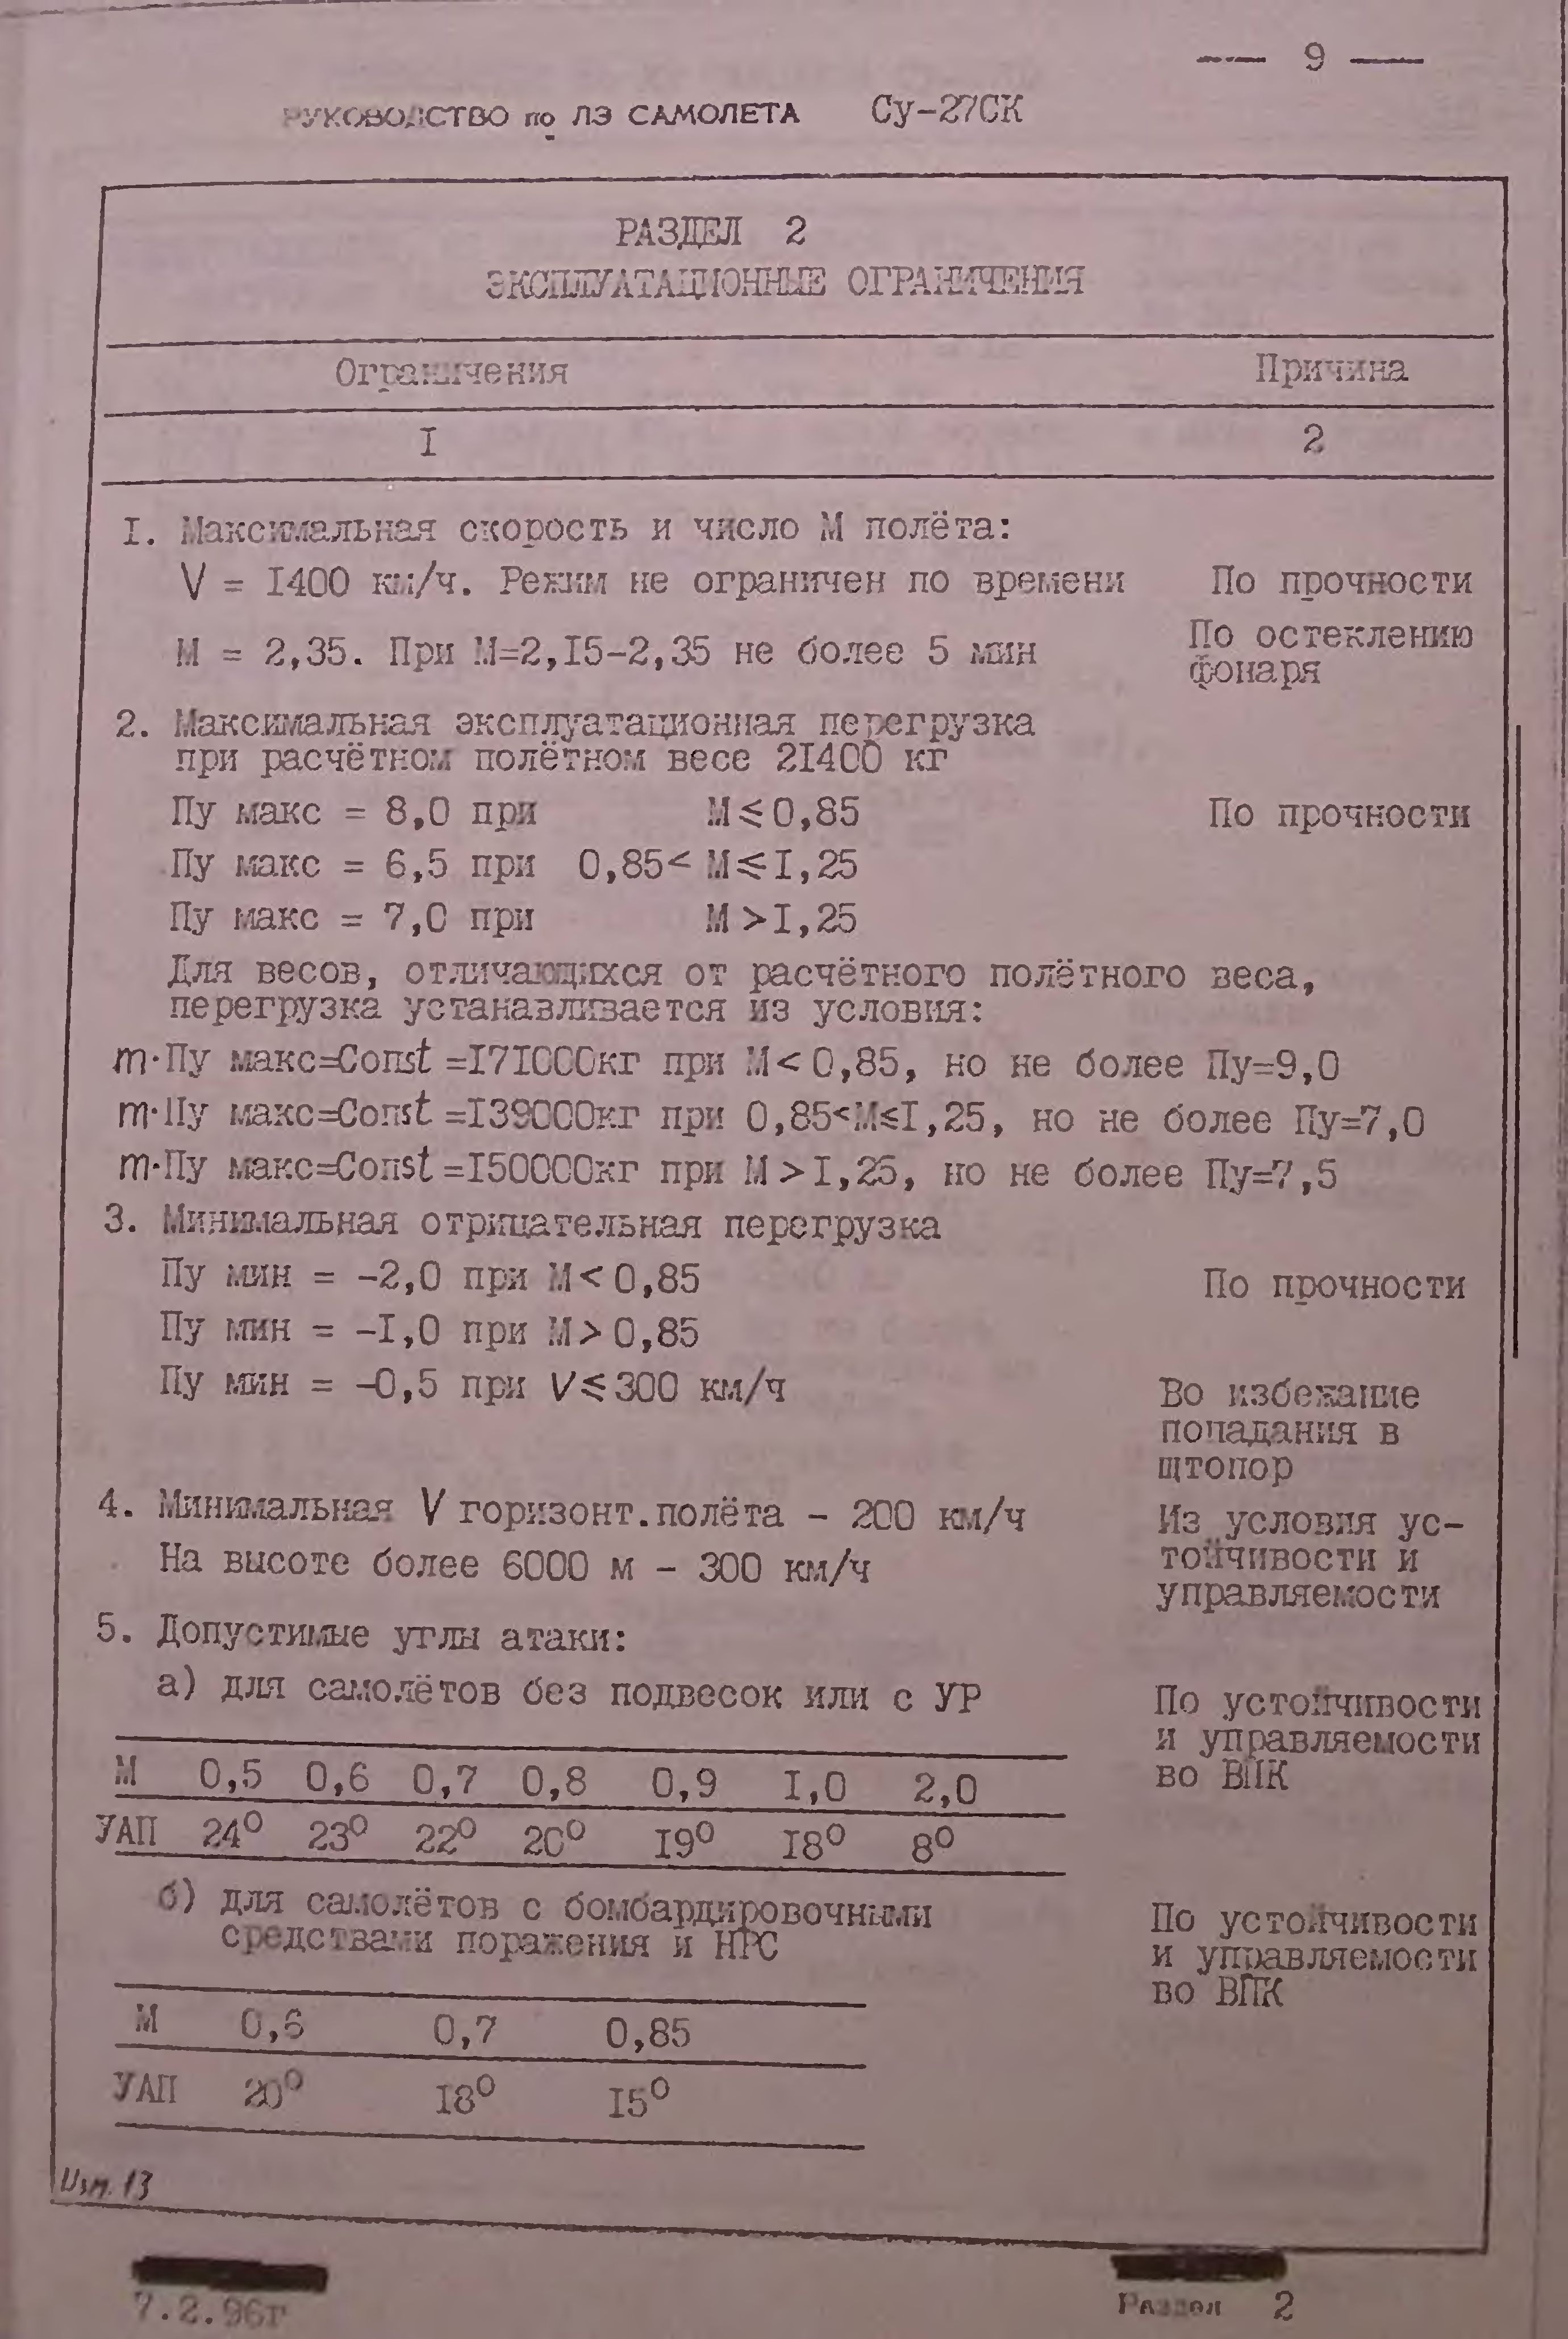 — 9 —
РУКОВОДСТВО по ЛЭ САМОЛЕТА Су-27СК
РАЗДЕЛ 2
ЭКСПЛУАТАЦИОННЫЕ ОГРАНИЧЕНИЯ
Ограничения Причина
I 2
I. Максимальная скорость и число М полёта:
V = I400 км/ч. Режим не ограничен по времени По прочности
М = 2,35. При М=2,I5-2,35 не более 5 мин По остеклению
фонаря
2. Максимальная эксплуатационная перегрузка
при расчётном полётном весе 2I400 кг
Пу макс = 8,0 при М≤0,85 По прочности
Пу макс = 6,5 при 0,85< М≤I,25
Пу макс = 7,0 при М>I,25
Для весов, отличающихся от расчётного полётного веса,
перегрузка устанавливается из условия:
m·Пу макс=Const=I7I000кг при М<0,85, но не более Пу=9,0
m·Пу макс=Const=I39000кг при 0,85<М≤I,25, но не более Пу=7,0
m·Пу макс=Const=I50000кг при М>I,25, но не более Пу=7,5
3. Минимальная отрицательная перегрузка
Пу мин = -2,0 при М<0,85 По прочности
Пу мин = -I,0 при М>0,85
Пу мин = -0,5 при V≤300 км/ч
Во избежание
попадания в
щтопор
4. Минимальная V горизонт.полёта - 200 км/ч Из условия ус-
На высоте более 6000 м - 300 км/ч тойчивости и
управляемости
5. Допустимые углы атаки:
а) для самолётов без подвесок или с УР По устойчивости
и управляемости
во ВПК
М 0,5 0,6 0,7 0,8 0,9 I,0 2,0
УАП 24° 23° 22° 20° I9° I8° 8°
б) для самолётов с бомбардировочными По устойчивости
средствами поражения и НРС и управляемости
во ВПК
М 0,6 0,7 0,85
УАП 20° I8° I5°
Изм. 13
7.2.96г Раздел 2